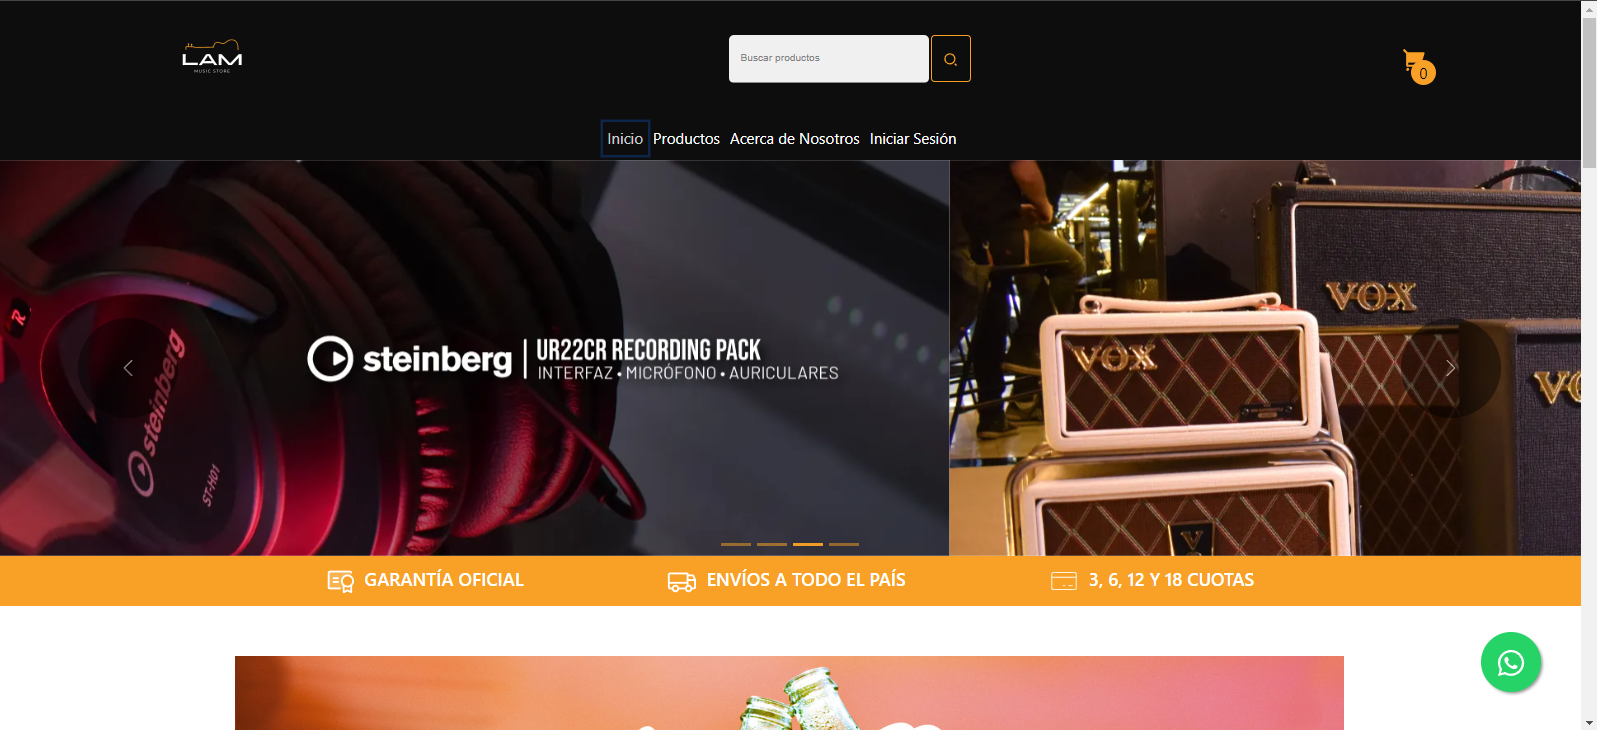 LAM
MUSIC STORE
Buscar productos
0
Inicio Productos Acerca de Nosotros Iniciar Sesión
R
steinberg
ST-H01
steinberg | UR22CR RECORDING PACK
INTERFAZ • MICRÓFONO • AURICULARES
VOX
VOX
VO
V
GARANTÍA OFICIAL
ENVÍOS A TODO EL PAÍS
3, 6, 12 Y 18 CUOTAS